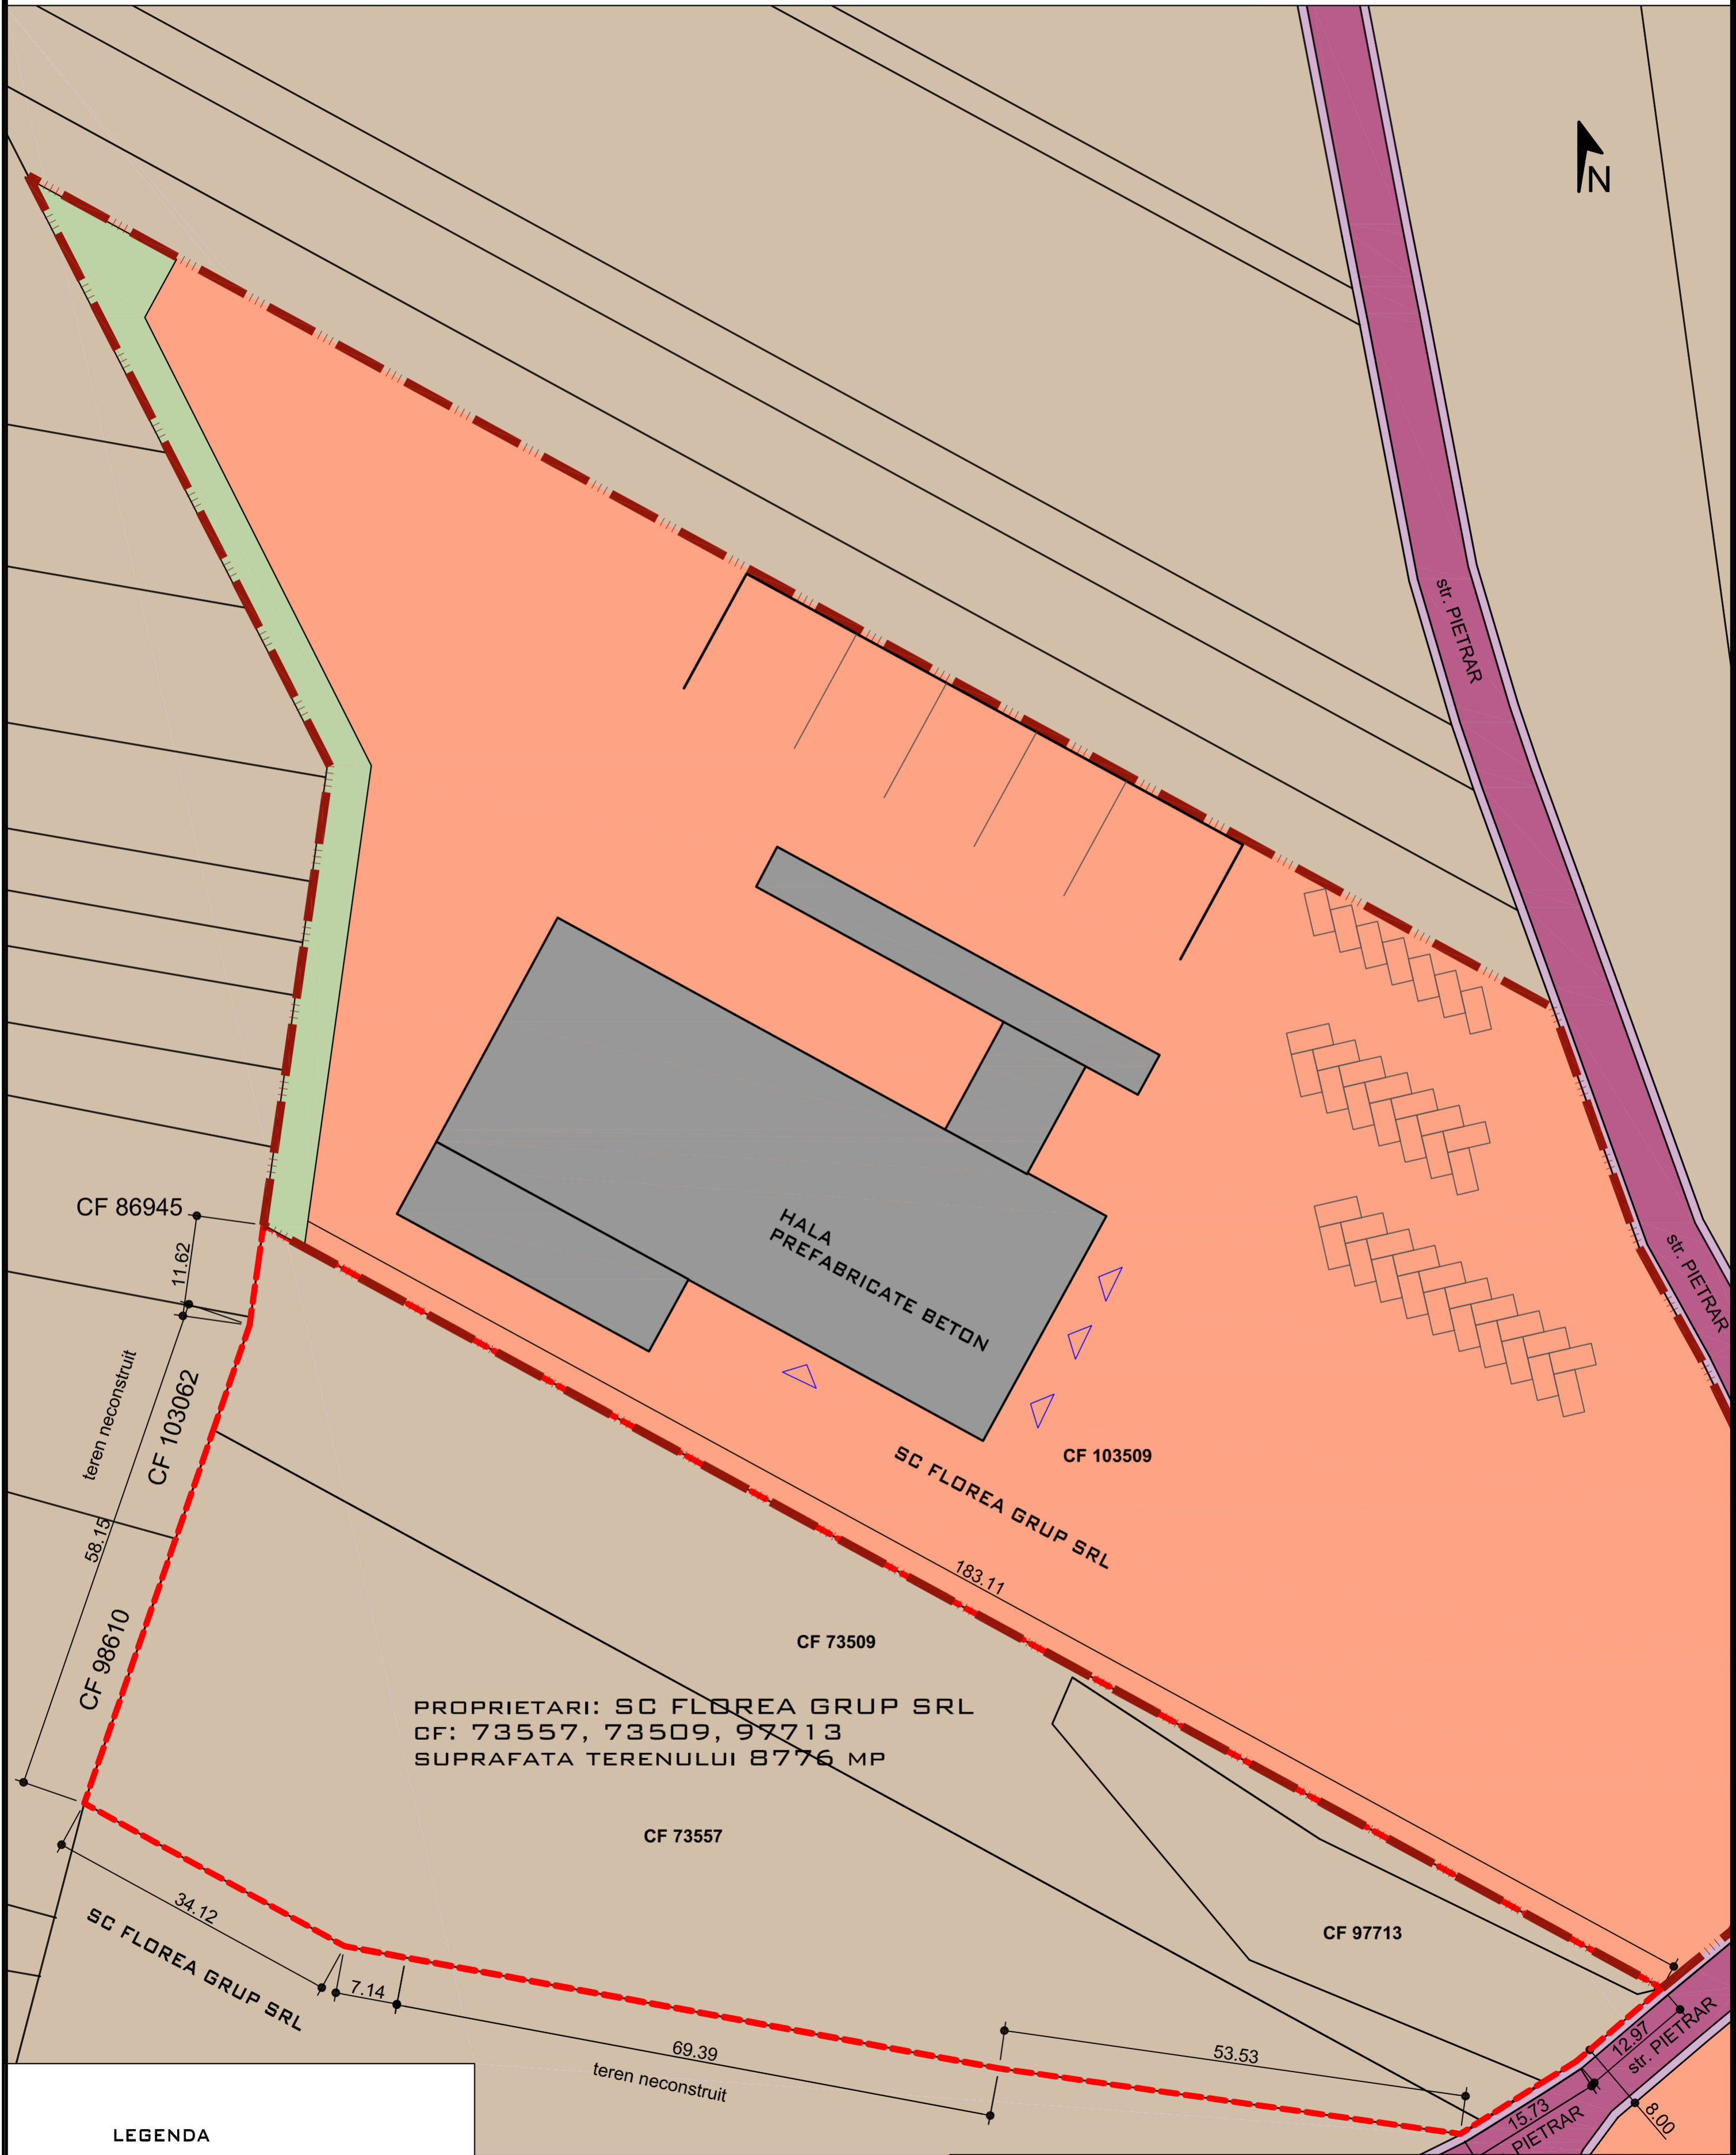 N
str. PIETRAR
HALA
PREFABRICATE BETON
CF 86945
11.62
str. PIETRAR
teren neconstruit
CF 103062
CF 103509
SC FLOREA GRUP SRL
58.15
183.11
CF 98610
CF 73509
PROPRIETARI: SC FLOREA GRUP SRL
CF: 73557, 73509, 97713
SUPRAFATA TERENULUI 8776 MP
CF 73557
34.12
SC FLOREA GRUP SRL
CF 97713
7.14
69.39
teren neconstruit
53.53
12.97
str. PIETRAR
15.73
PIETRAR
8.00
LEGENDA